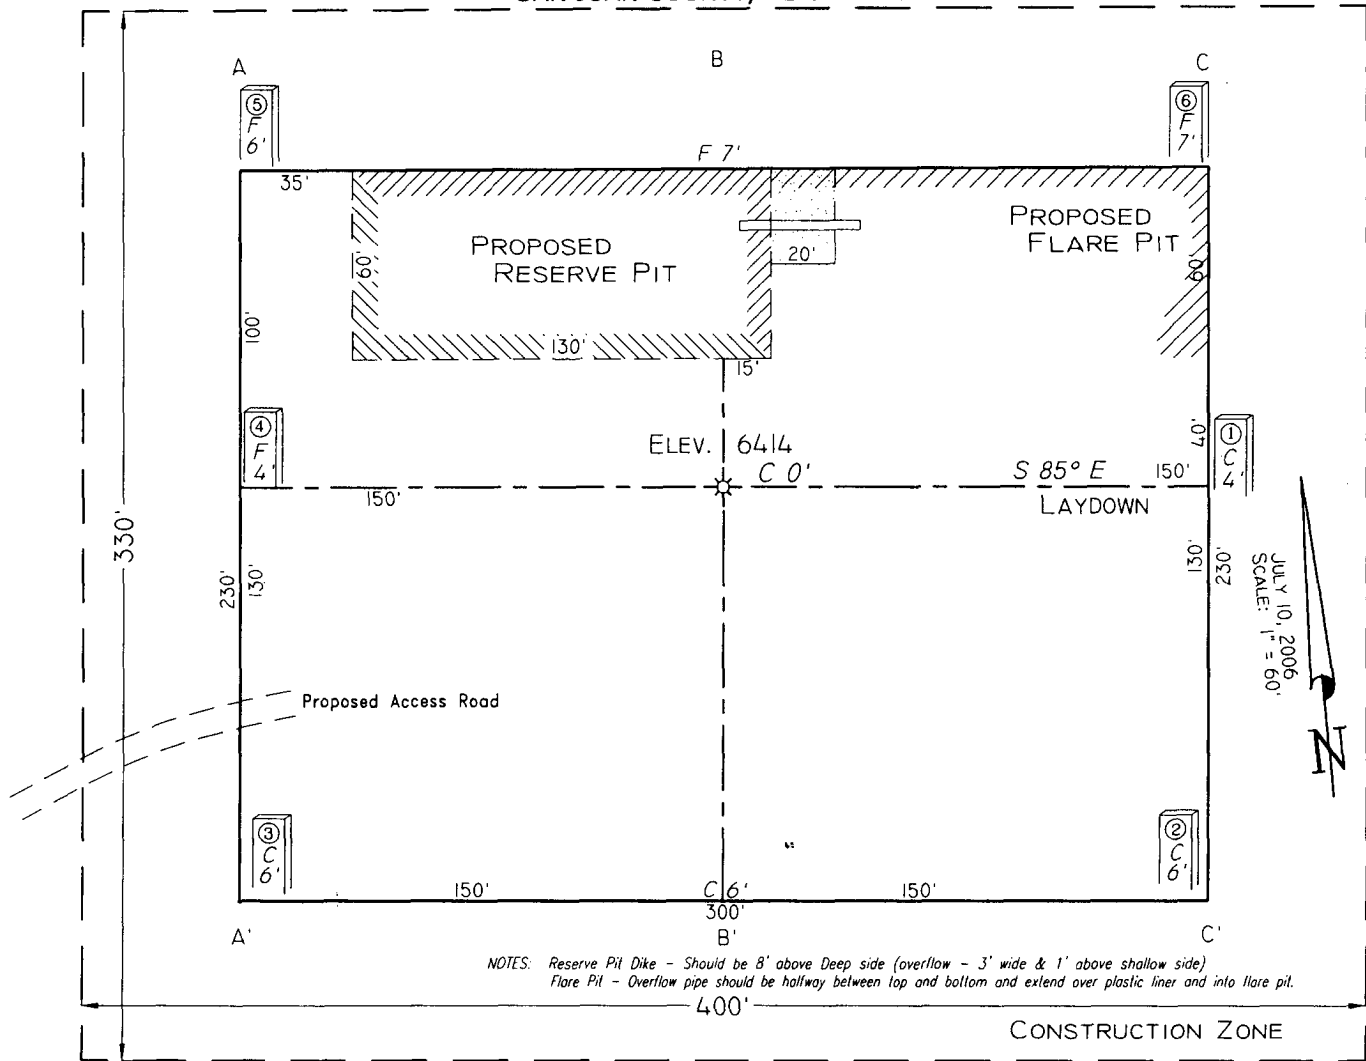 A B C
⑤ F 6'
⑥ F 7'
F 7'
35'
PROPOSED
RESERVE PIT
PROPOSED
FLARE PIT
60'
20'
60'
100'
130'
15'
④ F 4'
40'
① C 4'
ELEV. 6414
C 0'
S 85° E
150'
150'
LAYDOWN
330'
230'
130'
130'
230'
JULY 10, 2006
SCALE: 1" = 60'
N
Proposed Access Road
③ C 6'
② C 6'
150'
C 6'
150'
300'
A' B' C'
NOTES: Reserve Pit Dike - Should be 8' above Deep side (overflow - 3' wide & 1' above shallow side)
Flare Pit - Overflow pipe should be halfway between top and bottom and extend over plastic liner and into flare pit.
400'
CONSTRUCTION ZONE